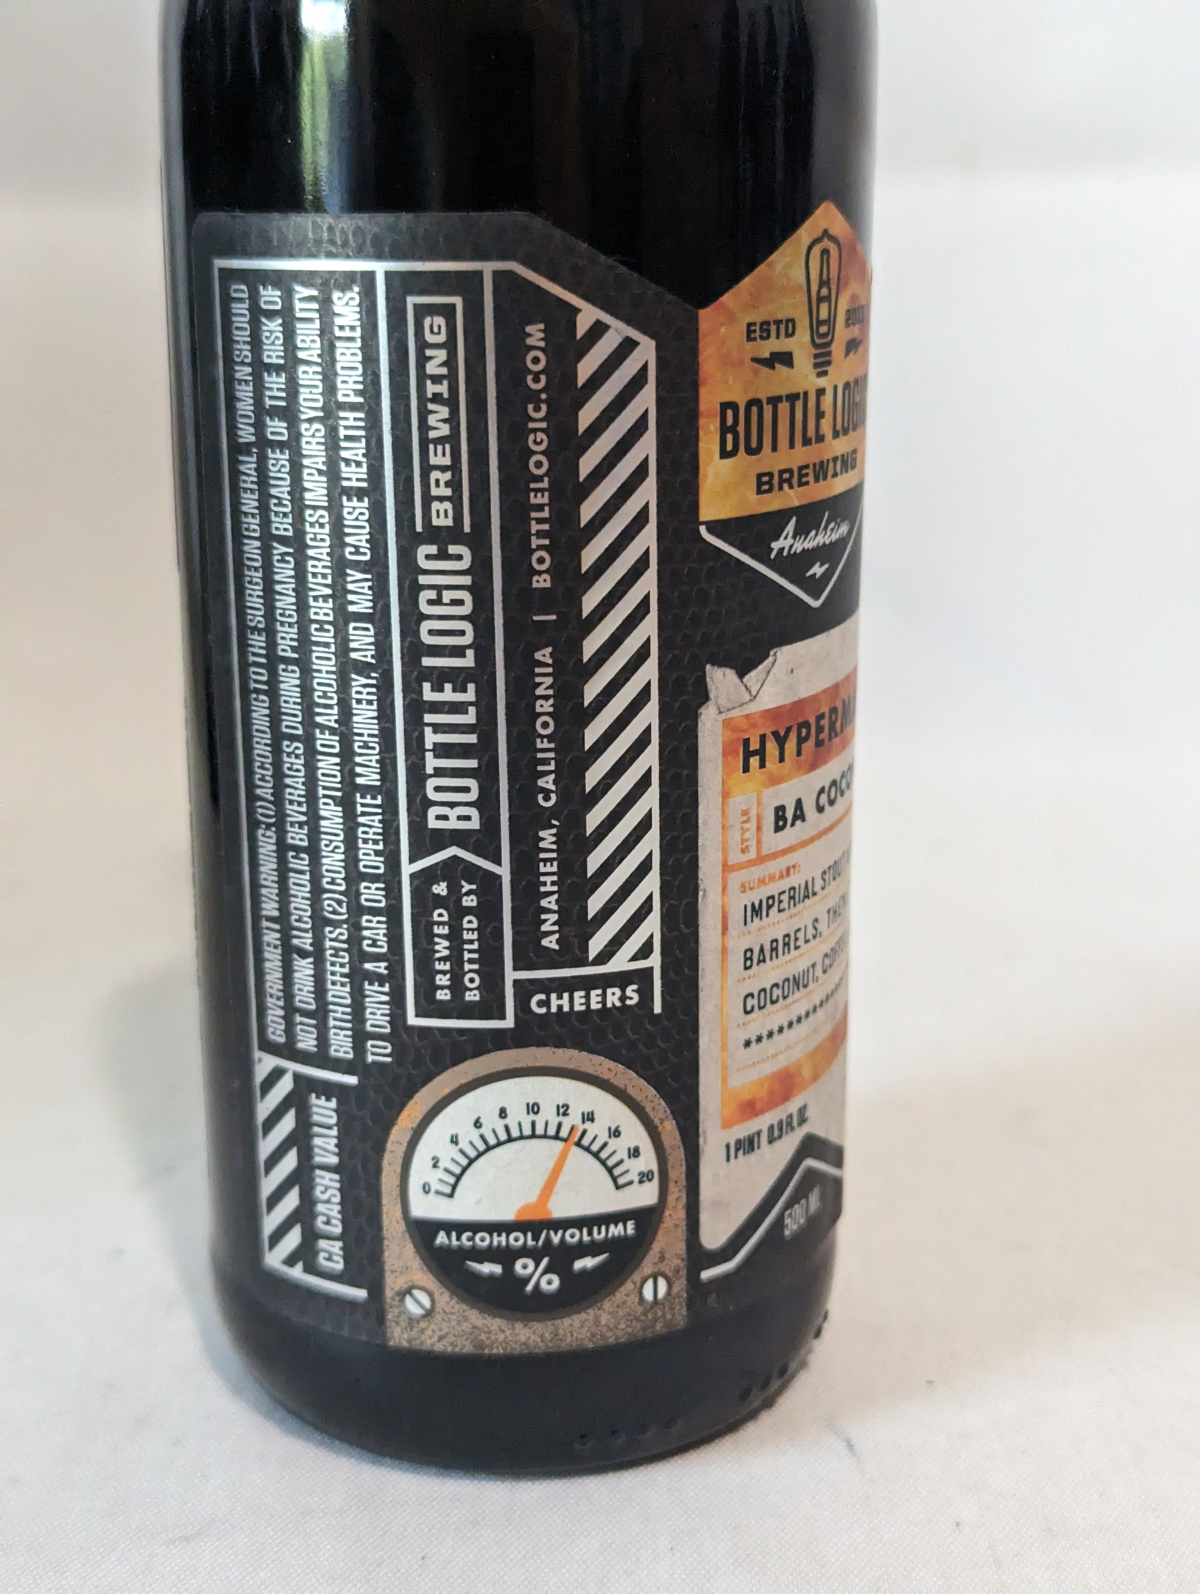 GOVERNMENT WARNING: (1) ACCORDING TO THE SURGEON GENERAL, WOMEN SHOULD
NOT DRINK ALCOHOLIC BEVERAGES DURING PREGNANCY BECAUSE OF THE RISK OF
BIRTH DEFECTS. (2) CONSUMPTION OF ALCOHOLIC BEVERAGES IMPAIRS YOUR ABILITY
TO DRIVE A CAR OR OPERATE MACHINERY, AND MAY CAUSE HEALTH PROBLEMS.
CA CASH VALUE
BREWED &
BOTTLED BY
BOTTLE LOGIC BREWING
ANAHEIM, CALIFORNIA | BOTTLELOGIC.COM
CHEERS
0 2 4 6 8 10 12 14 16 18 20
ALCOHOL/VOLUME
%
ESTD
BOTTLE LOGIC
BREWING
Anaheim
STYLE
BA
SUMMARY:
IMPERIAL STOUT
BARRELS,
COCONUT,
************
1 PINT 0.9 FL OZ.
500 ML